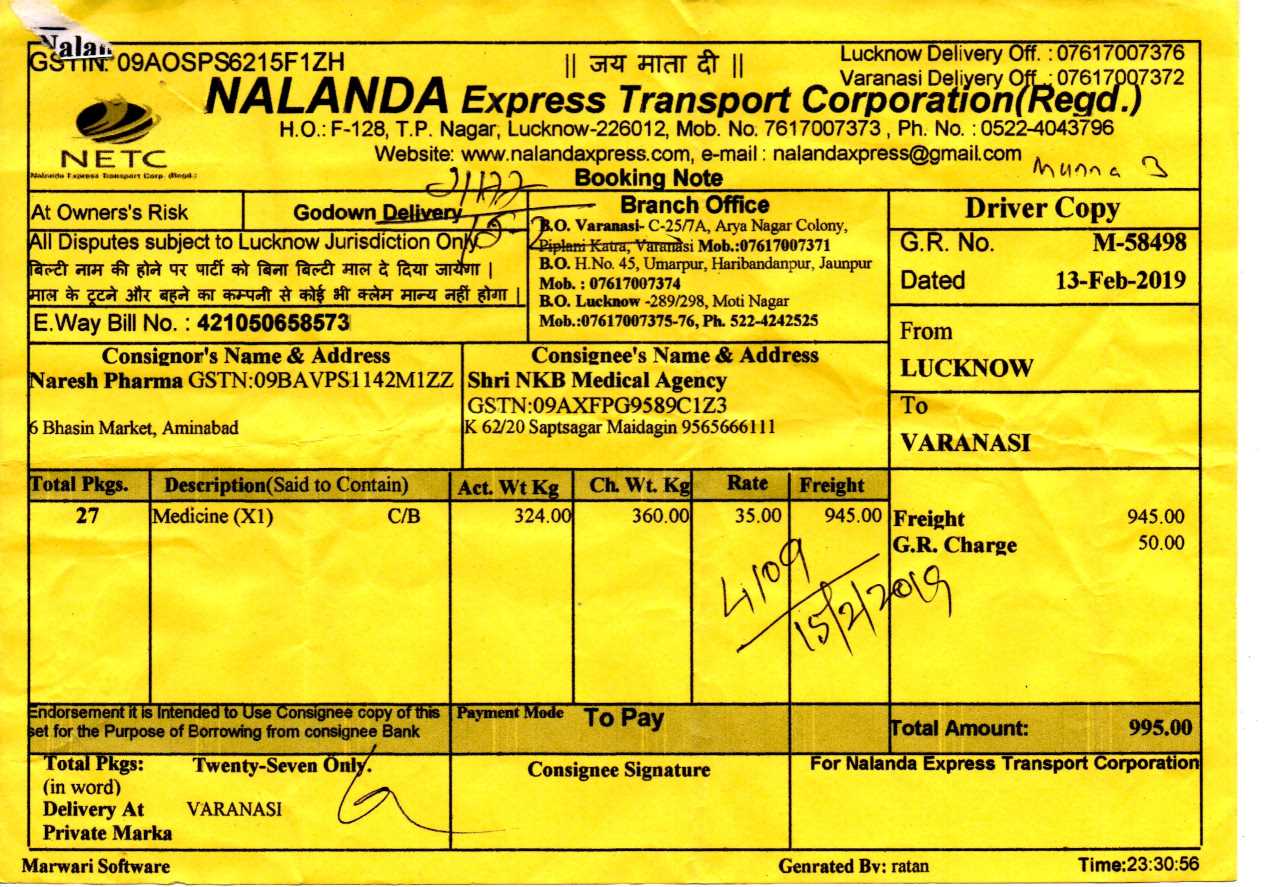 Nalan
GSTIN: 09AOSPS6215F1ZH
|| जय माता दी ||
Lucknow Delivery Off. : 07617007376
Varanasi Delivery Off. : 07617007372
NALANDA Express Transport Corporation(Regd.)
H.O.: F-128, T.P. Nagar, Lucknow-226012, Mob. No. 7617007373 , Ph. No. : 0522-4043796
NETC
Nalanda Express Transport Corp. (Regd.)
Website: www.nalandaxpress.com, e-mail : nalandaxpress@gmail.com
Munna 3
Booking Note
At Owners's Risk
Godown Delivery
All Disputes subject to Lucknow Jurisdiction Only
बिल्टी नाम की होने पर पार्टी को बिना बिल्टी माल दे दिया जायेगा |
माल के टूटने और बहने का कम्पनी से कोई भी क्लेम मान्य नहीं होगा |
E.Way Bill No. : 421050658573
Branch Office
B.O. Varanasi- C-25/7A, Arya Nagar Colony,
Piplani Katra, Varanasi Mob.:07617007371
B.O. H.No. 45, Umarpur, Haribandanpur, Jaunpur
Mob. : 07617007374
B.O. Lucknow -289/298, Moti Nagar
Mob.:07617007375-76, Ph. 522-4242525
Driver Copy
G.R. No. M-58498
Dated 13-Feb-2019
From
LUCKNOW
To
VARANASI
Consignor's Name & Address
Naresh Pharma GSTN:09BAVPS1142M1ZZ
6 Bhasin Market, Aminabad
Consignee's Name & Address
Shri NKB Medical Agency
GSTN:09AXFPG9589C1Z3
K 62/20 Saptsagar Maidagin 9565666111
Total Pkgs. Description(Said to Contain) Act. Wt Kg Ch. Wt. Kg Rate Freight
27 Medicine (X1) C/B 324.00 360.00 35.00 945.00
Freight 945.00
G.R. Charge 50.00
4109
15/2/2019
Endorsement it is Intended to Use Consignee copy of this
set for the Purpose of Borrowing from consignee Bank
Payment Mode To Pay
Total Amount: 995.00
Total Pkgs: Twenty-Seven Only.
(in word)
Delivery At VARANASI
Private Marka
Consignee Signature
For Nalanda Express Transport Corporation
Marwari Software
Genrated By: ratan
Time:23:30:56